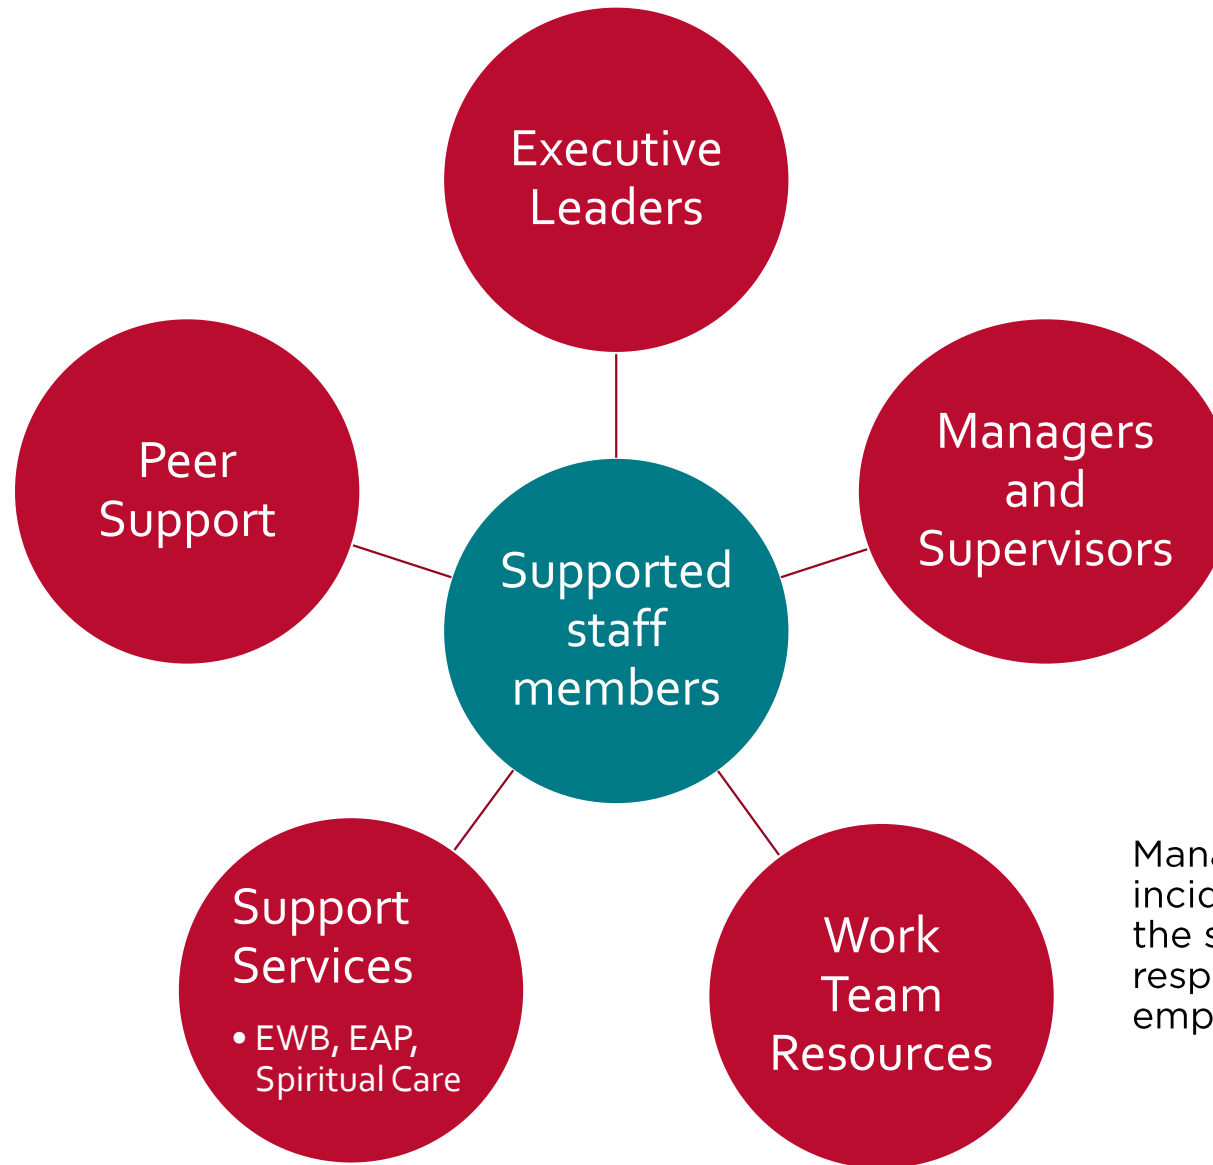 Executive
Leaders
Peer
Support
Managers
and
Supervisors
Supported
staff
members
Support
Services
• EWB, EAP,
Spiritual Care
Work
Team
Resources
the